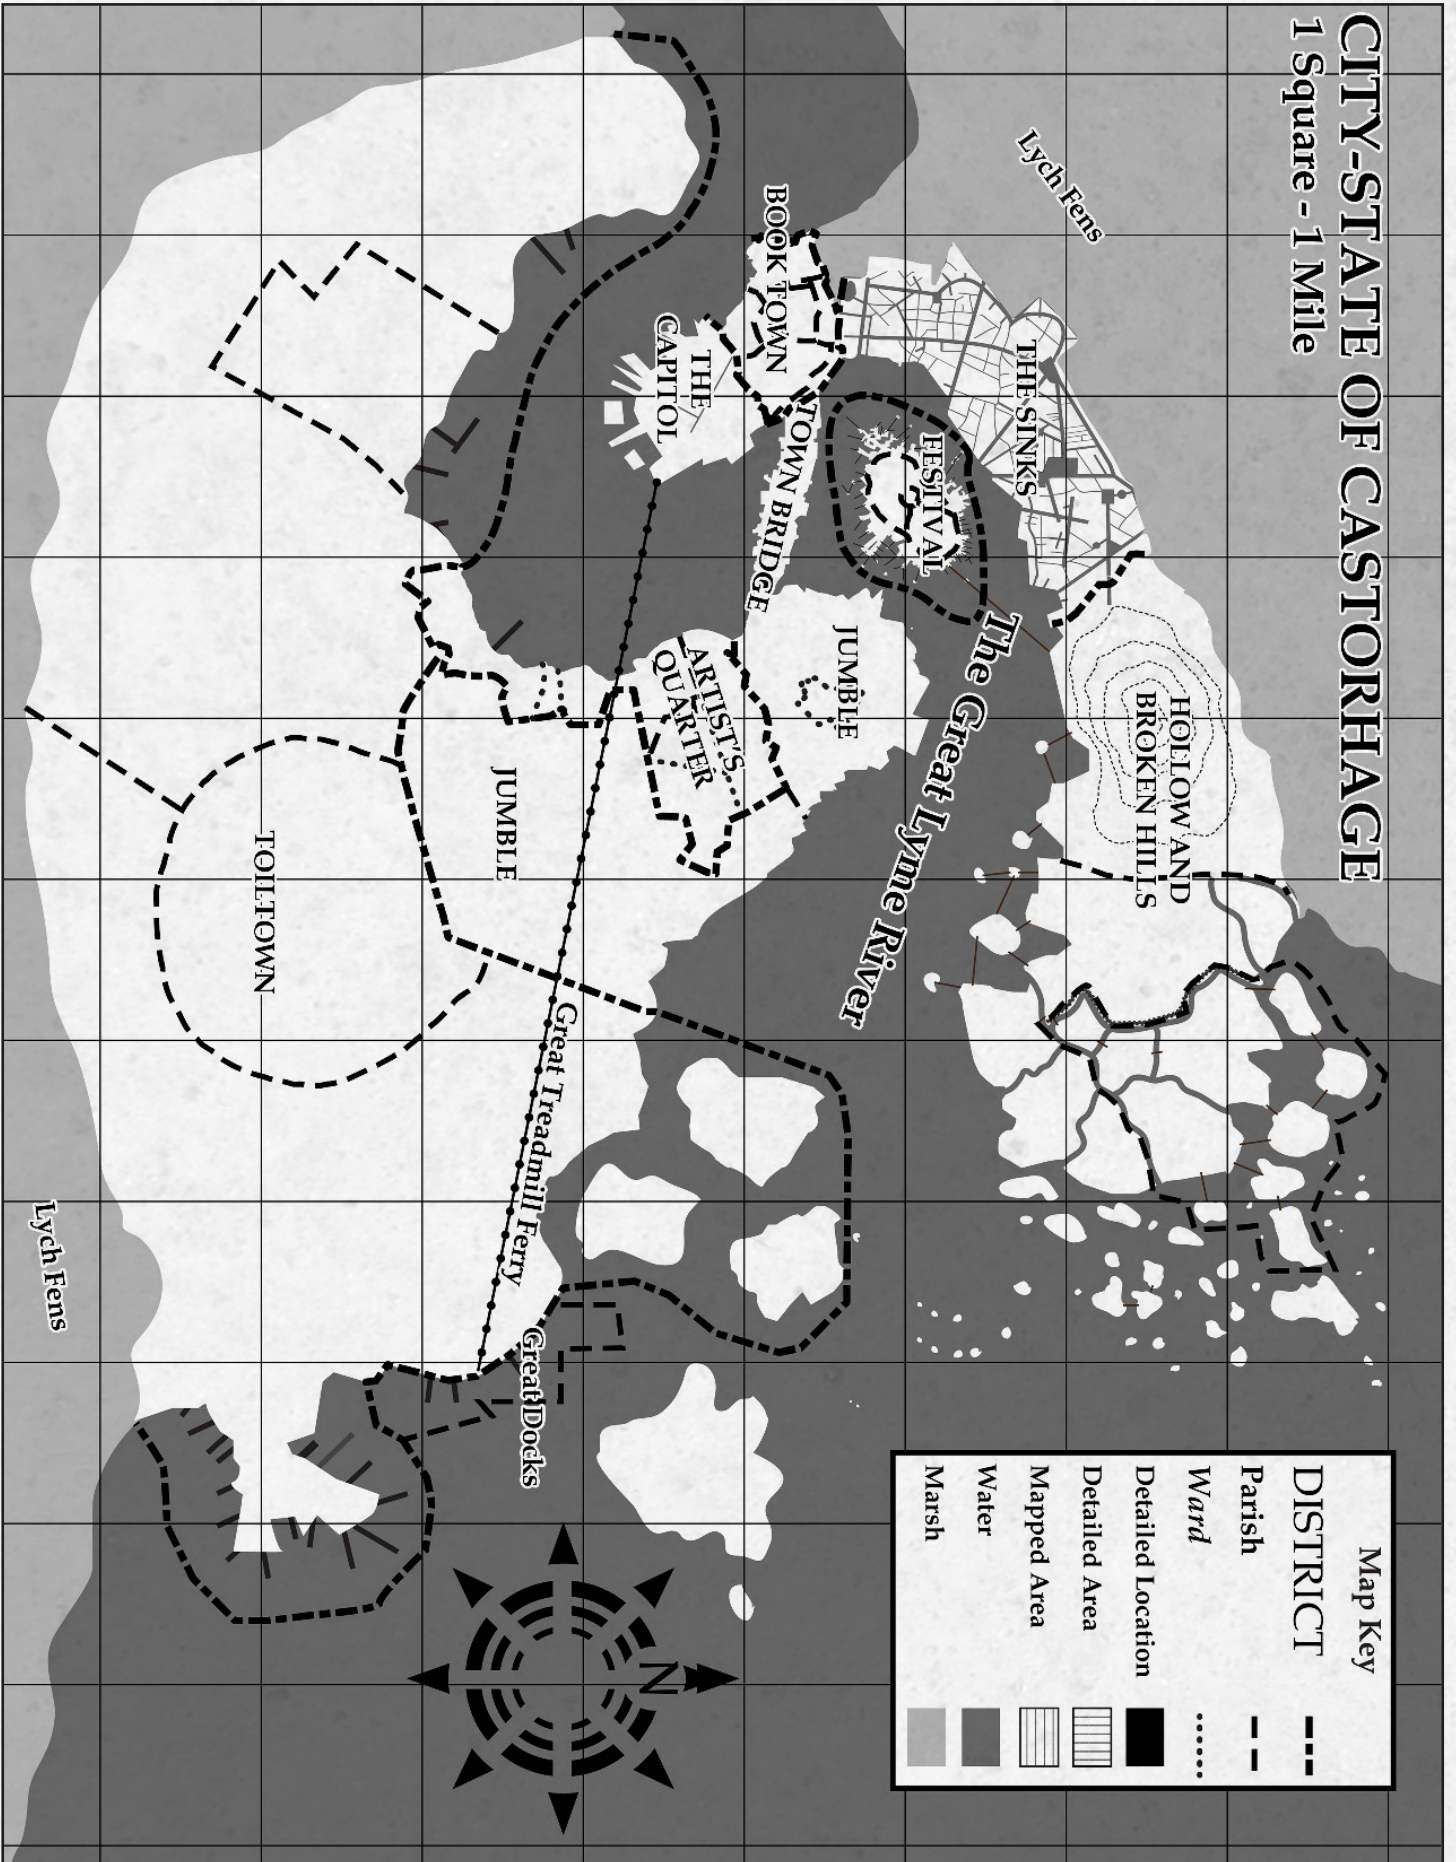 CITY-STATE OF CASTORHAGE
1 Square - 1 Mile
Lych Fens
THE SINKS
HOLLOW AND
BROKEN HILLS
BOOK TOWN
FESTIVAL
TOWN BRIDGE
THE
CAPITOL
The Great Lyme River
JUMBLE
ARTIST'S
QUARTER
JUMBLE
TOILTOWN
Great Treadmill Ferry
Great Docks
Lych Fens
Map Key
DISTRICT
Parish
Ward
Detailed Location
Detailed Area
Mapped Area
Water
Marsh
N